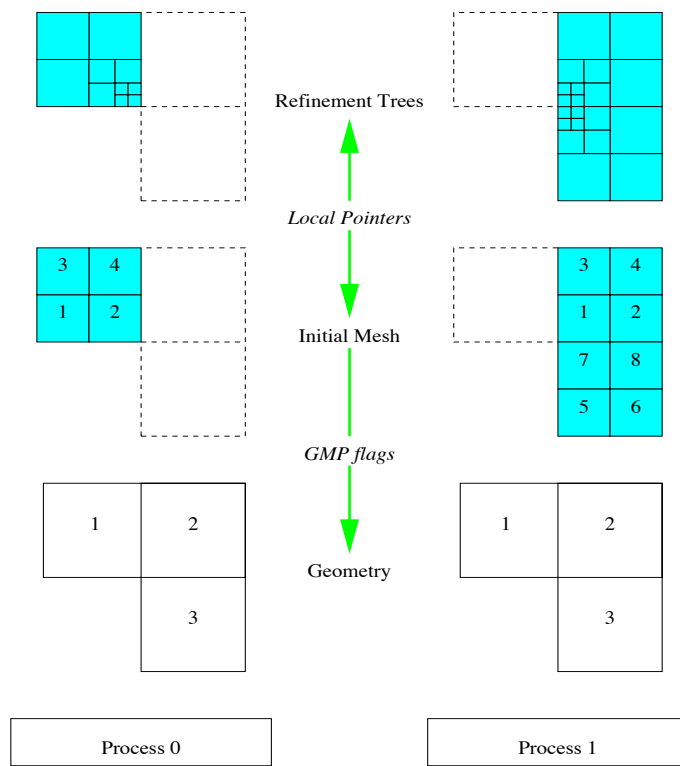 Refinement Trees
Local Pointers
3 4
1 2
Initial Mesh
3 4
1 2
7 8
5 6
GMP flags
1 2
3
Geometry
1 2
3
Process 0
Process 1